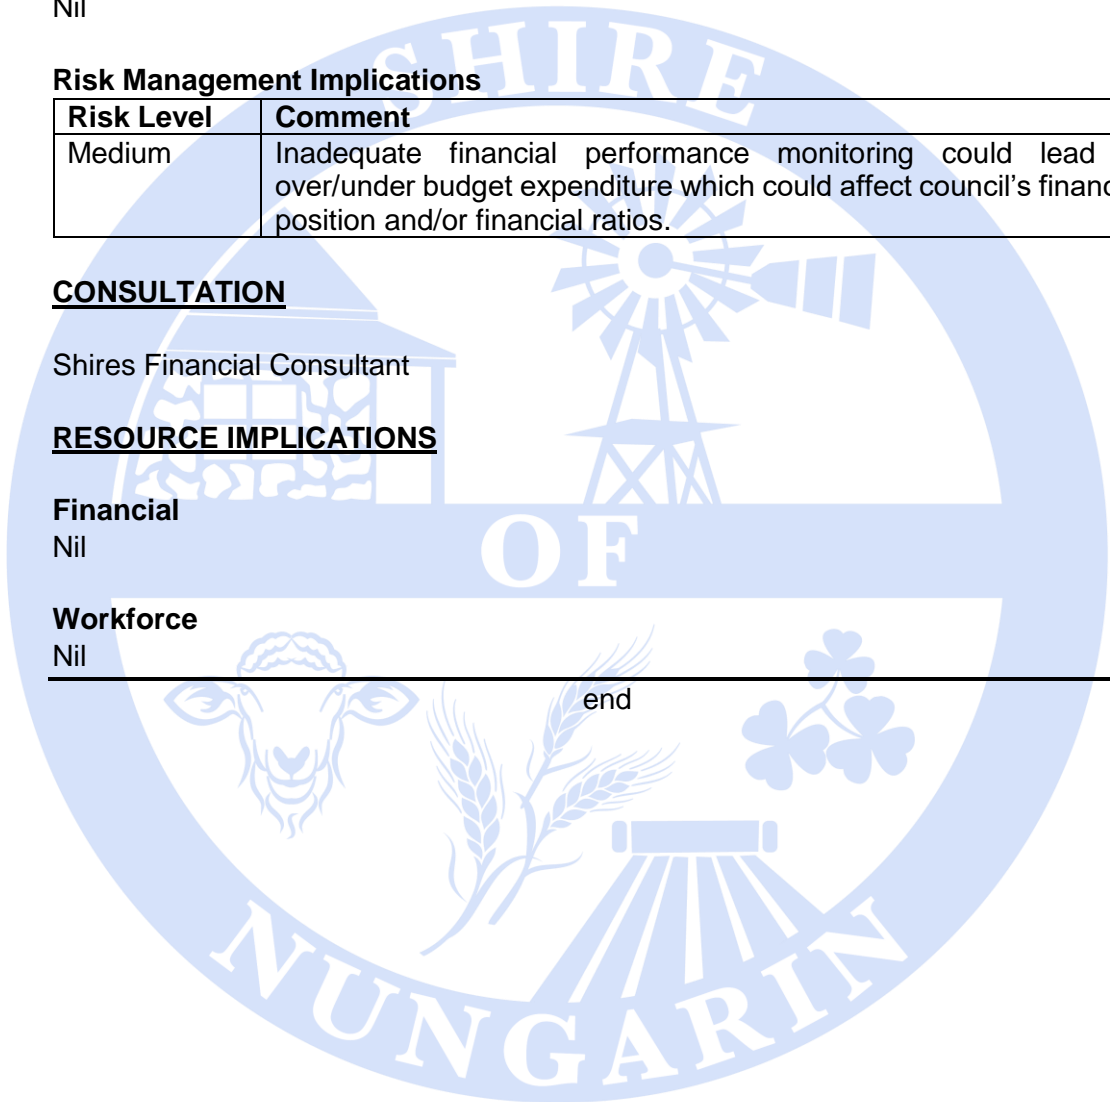 Nil
Risk Management Implications
Risk Level Comment
Medium Inadequate financial performance monitoring could lead
over/under budget expenditure which could affect council's financ
position and/or financial ratios.
CONSULTATION
Shires Financial Consultant
RESOURCE IMPLICATIONS
Financial
Nil
Workforce
Nil
end
SHIRE
OF
NUNGARIN